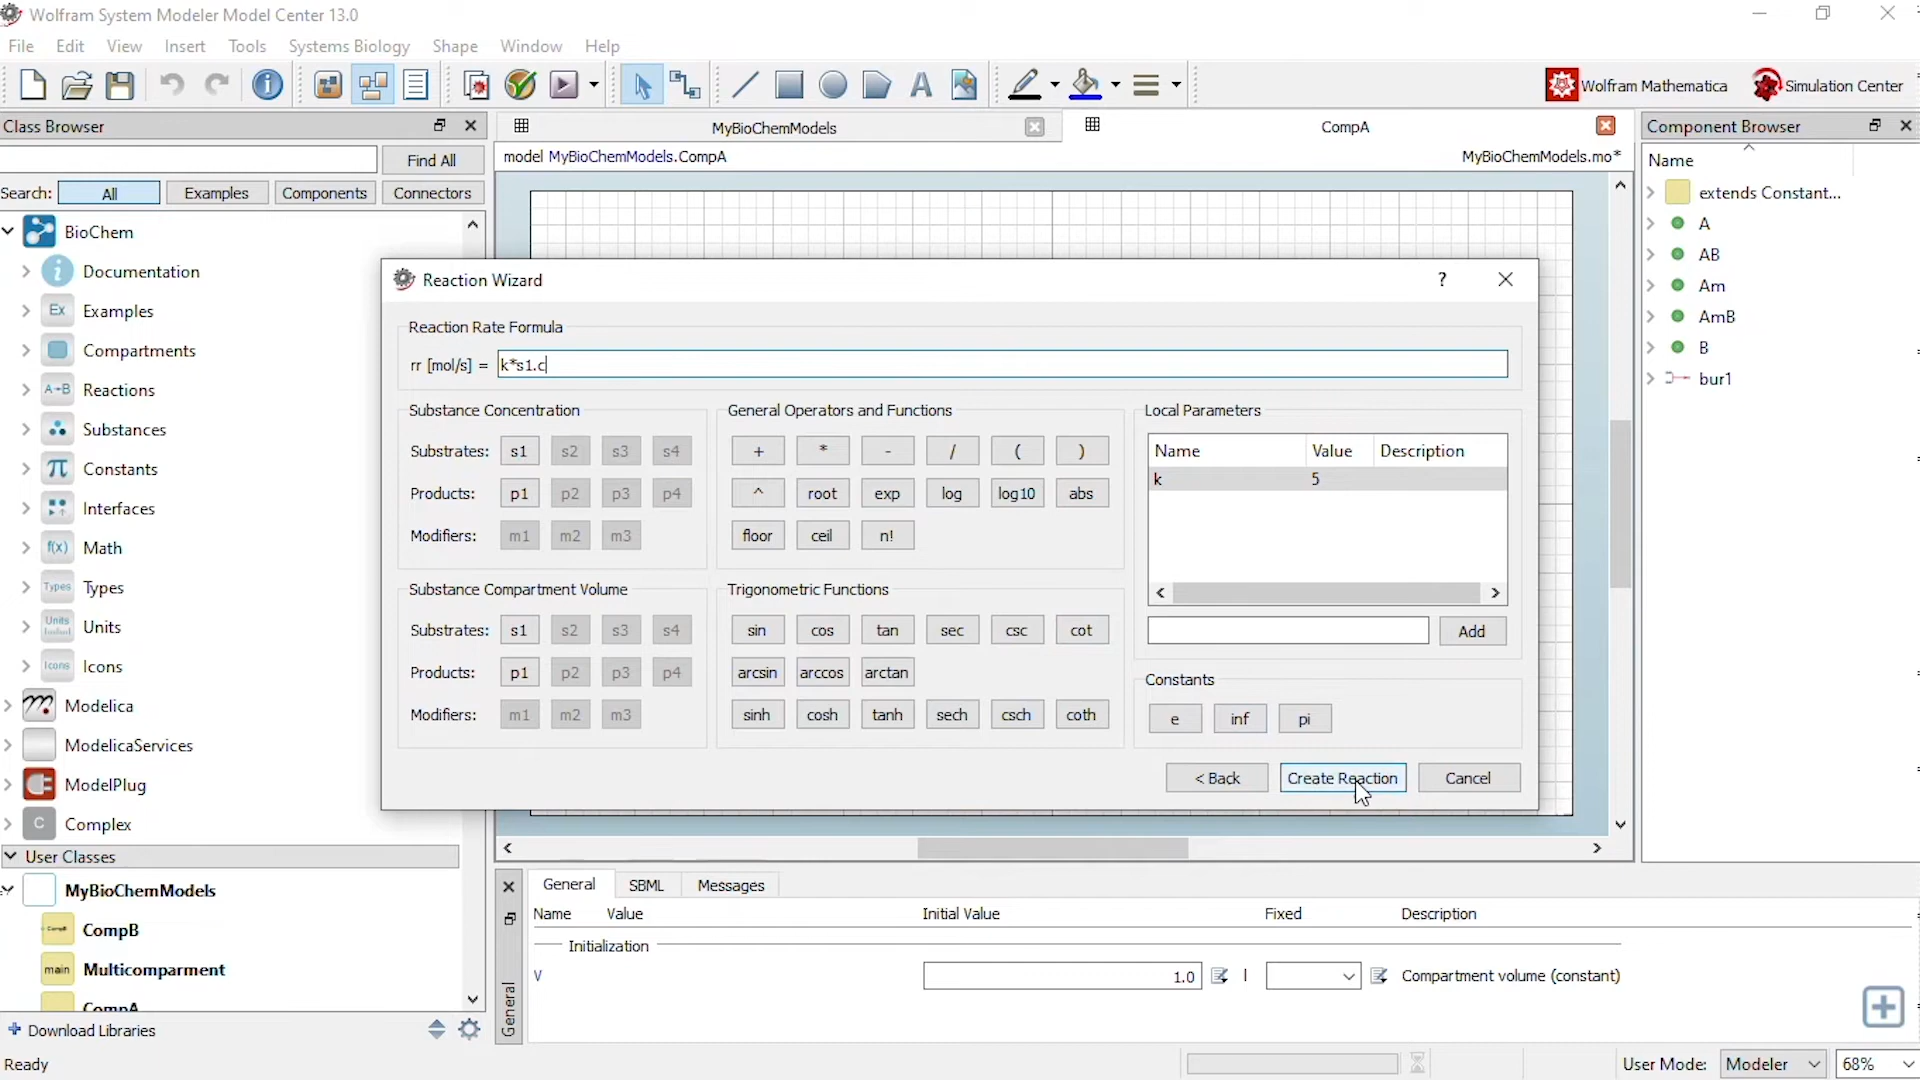 Wolfram System Modeler Model Center 13.0
File Edit View Insert Tools Systems Biology Shape Window Help
Wolfram Mathematica Simulation Center
Class Browser
Find All
Search: All Examples Components Connectors
BioChem
Documentation
Ex Examples
Compartments
A→B Reactions
Substances
π Constants
Interfaces
f(x) Math
Types Types
Units Units
Icons Icons
Modelica
ModelicaServices
ModelPlug
C Complex
User Classes
MyBioChemModels
CompB
main Multicomparment
CompA
+ Download Libraries
Ready
MyBioChemModels CompA
model MyBioChemModels.CompA MyBioChemModels.mo*
Reaction Wizard
?
Reaction Rate Formula
rr [mol/s] = k*s1.c
Substance Concentration
Substrates: s1 s2 s3 s4
Products: p1 p2 p3 p4
Modifiers: m1 m2 m3
Substance Compartment Volume
Substrates: s1 s2 s3 s4
Products: p1 p2 p3 p4
Modifiers: m1 m2 m3
General Operators and Functions
+ * - / ( )
^ root exp log log10 abs
floor ceil n!
Trigonometric Functions
sin cos tan sec csc cot
arcsin arccos arctan
sinh cosh tanh sech csch coth
Local Parameters
Name Value Description
k 5
Add
Constants
e inf pi
< Back Create Reaction Cancel
Component Browser
Name
extends Constant...
A
AB
Am
AmB
B
bur1
General SBML Messages
Name Value Initial Value Fixed Description
Initialization
V 1.0 l Compartment volume (constant)
General
User Mode: Modeler 68%